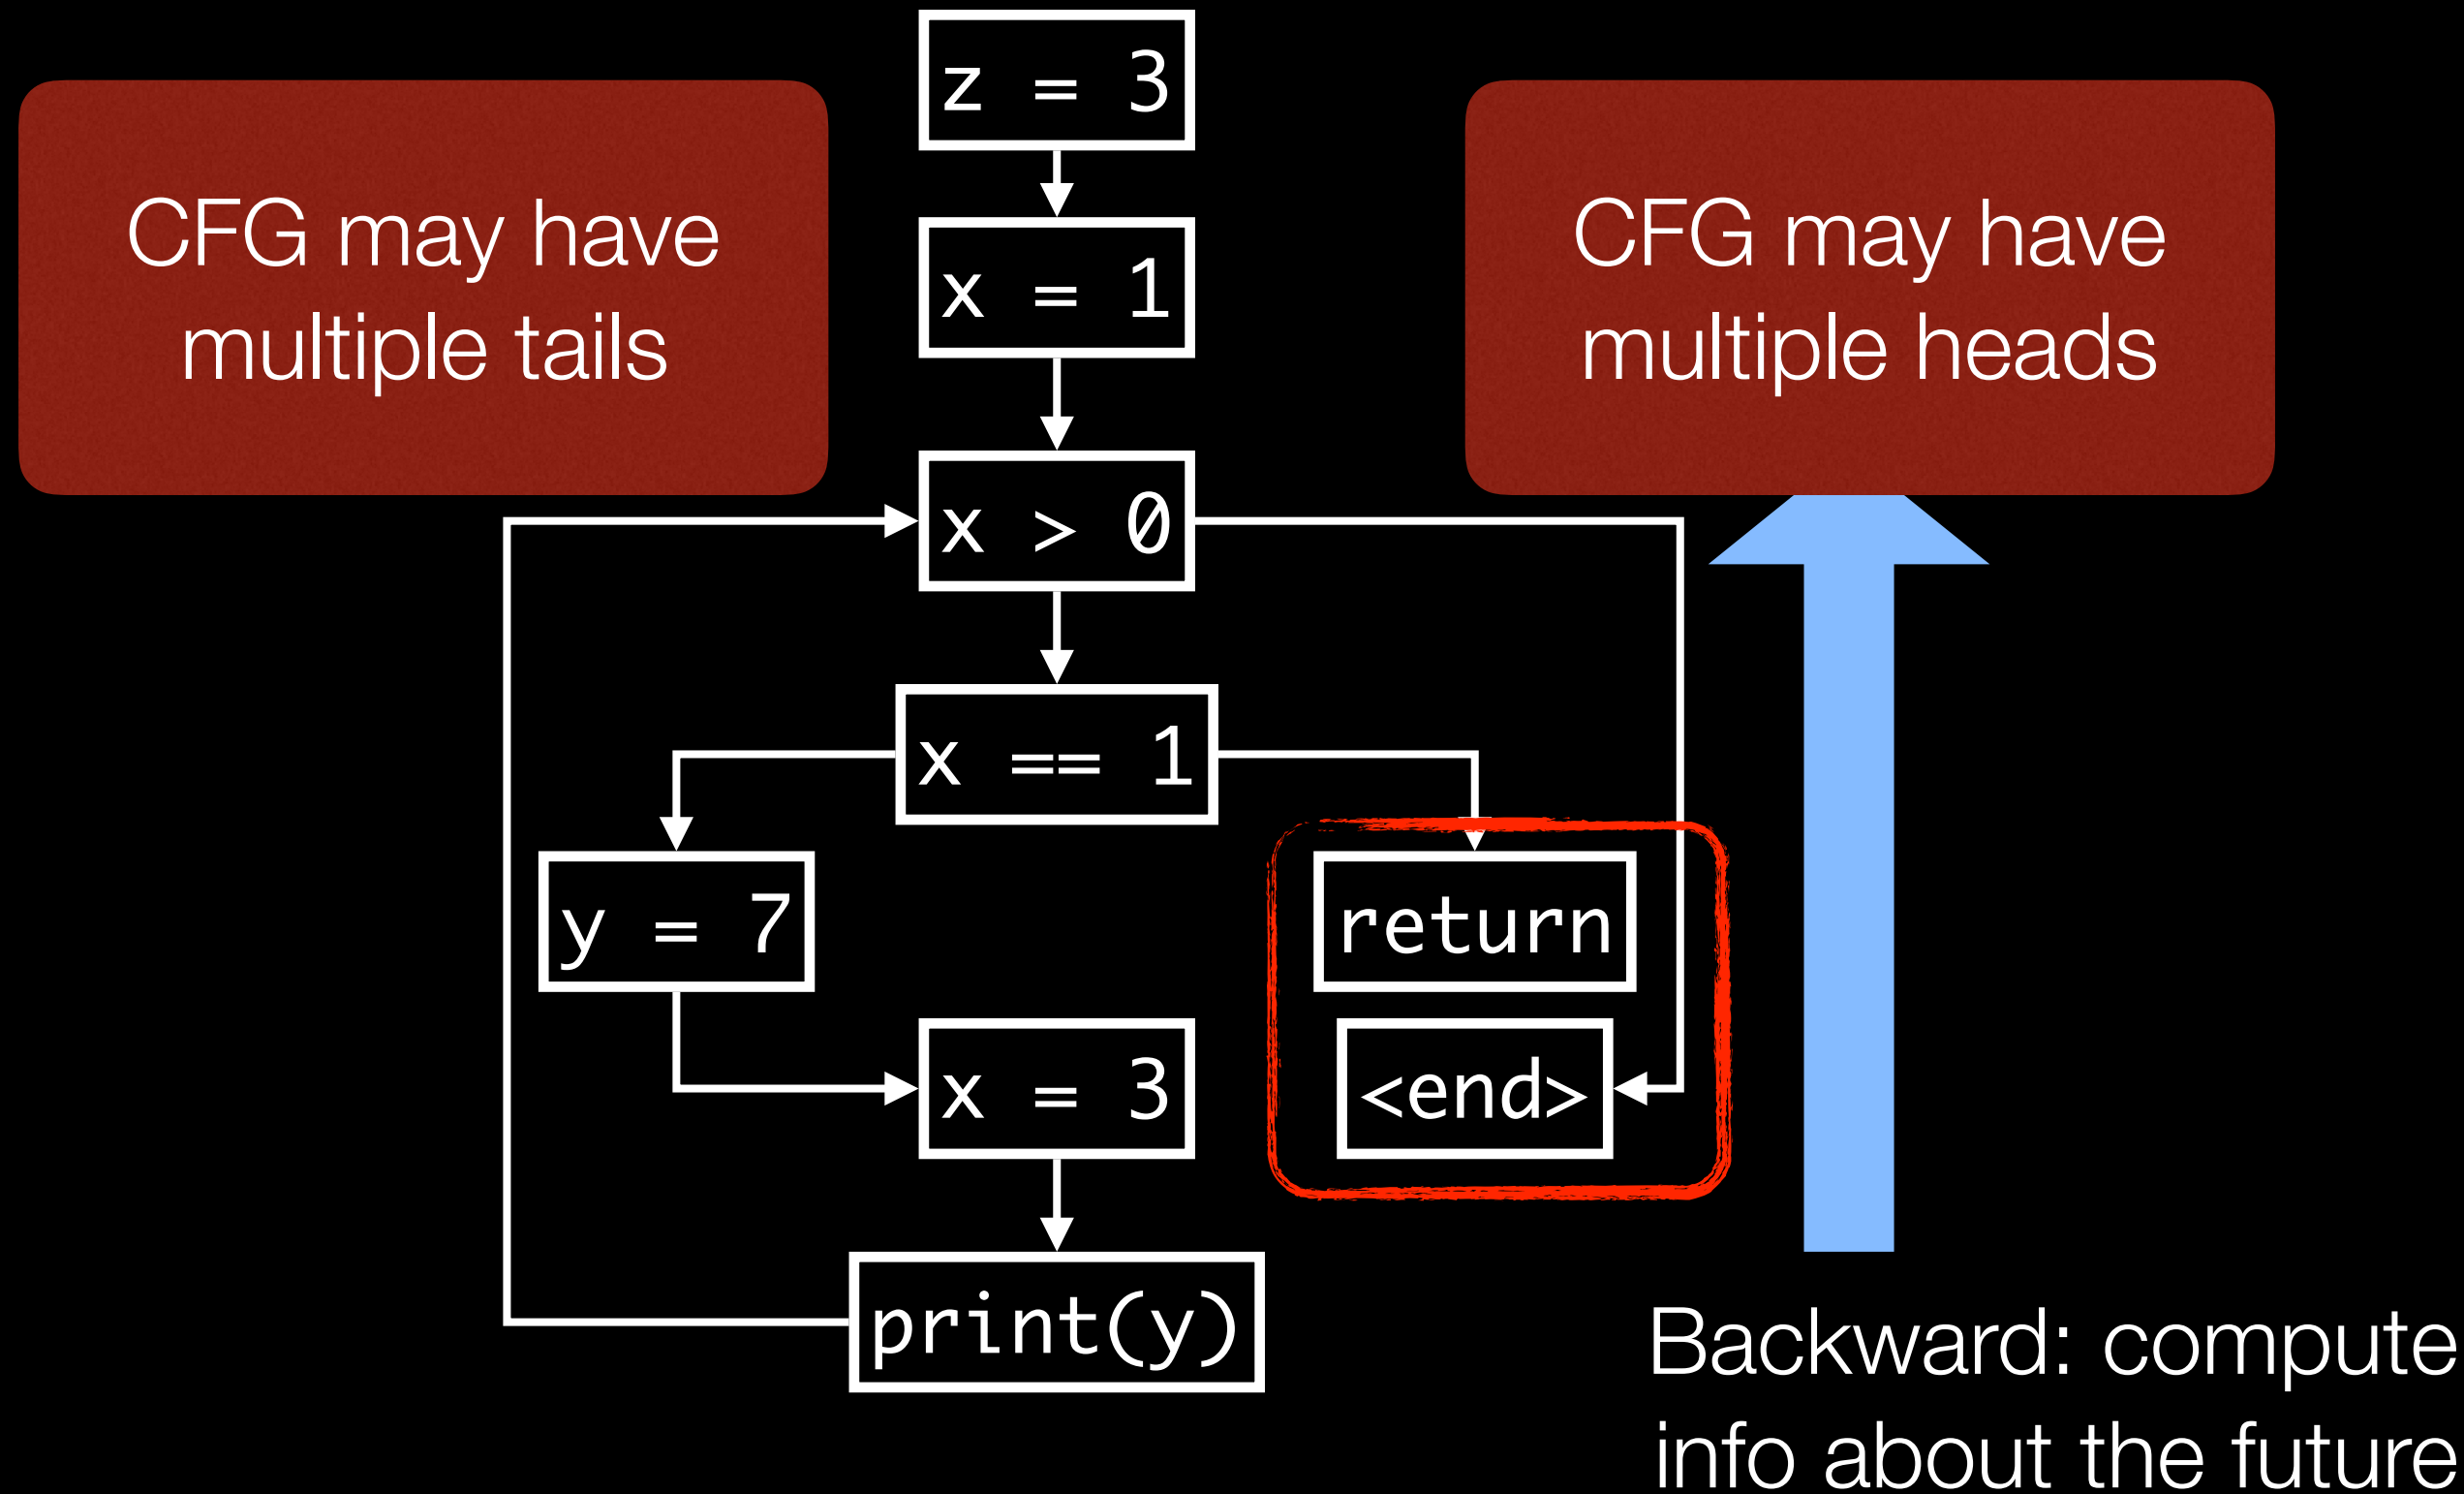 z = 3
CFG may have
multiple tails
CFG may have
multiple heads
x = 1
x > 0
x == 1
y = 7
return
x = 3
<end>
print(y)
Backward: compute
info about the future